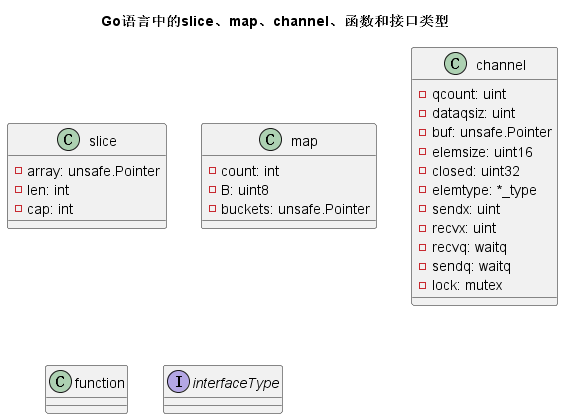 Go语言中的slice、map、channel、函数和接口类型
C slice
array: unsafe.Pointer
len: int
cap: int
C map
count: int
B: uint8
buckets: unsafe.Pointer
C channel
qcount: uint
dataqsiz: uint
buf: unsafe.Pointer
elemsize: uint16
closed: uint32
elemtype: *_type
sendx: uint
recvx: uint
recvq: waitq
sendq: waitq
lock: mutex
C function
I interfaceType